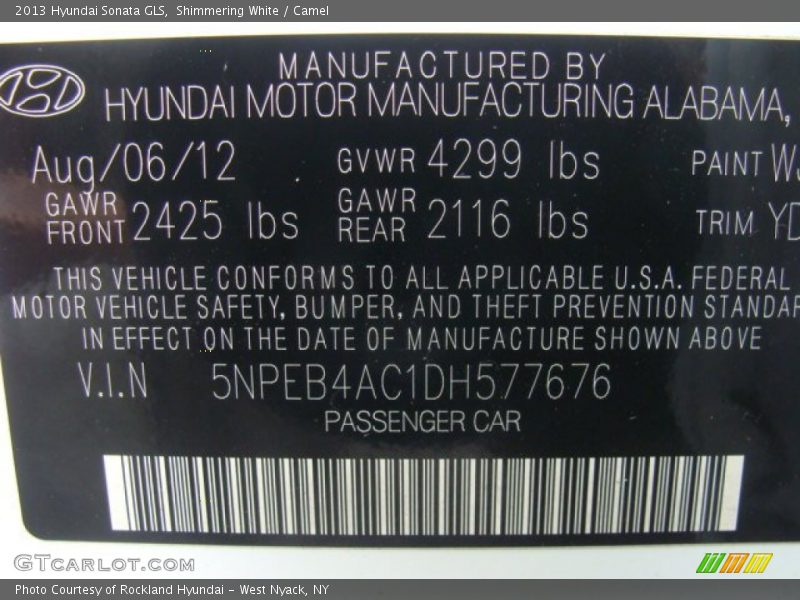 2013 Hyundai Sonata GLS, Shimmering White / Camel
MANUFACTURED BY
HYUNDAI MOTOR MANUFACTURING ALABAMA,
Aug/06/12 GVWR 4299 lbs PAINT
GAWR FRONT 2425 lbs GAWR REAR 2116 lbs TRIM YD
THIS VEHICLE CONFORMS TO ALL APPLICABLE U.S.A. FEDERAL
MOTOR VEHICLE SAFETY, BUMPER, AND THEFT PREVENTION STANDAR
IN EFFECT ON THE DATE OF MANUFACTURE SHOWN ABOVE
V.I.N 5NPEB4AC1DH577676
PASSENGER CAR
GTCARLOT.COM
Photo Courtesy of Rockland Hyundai - West Nyack, NY